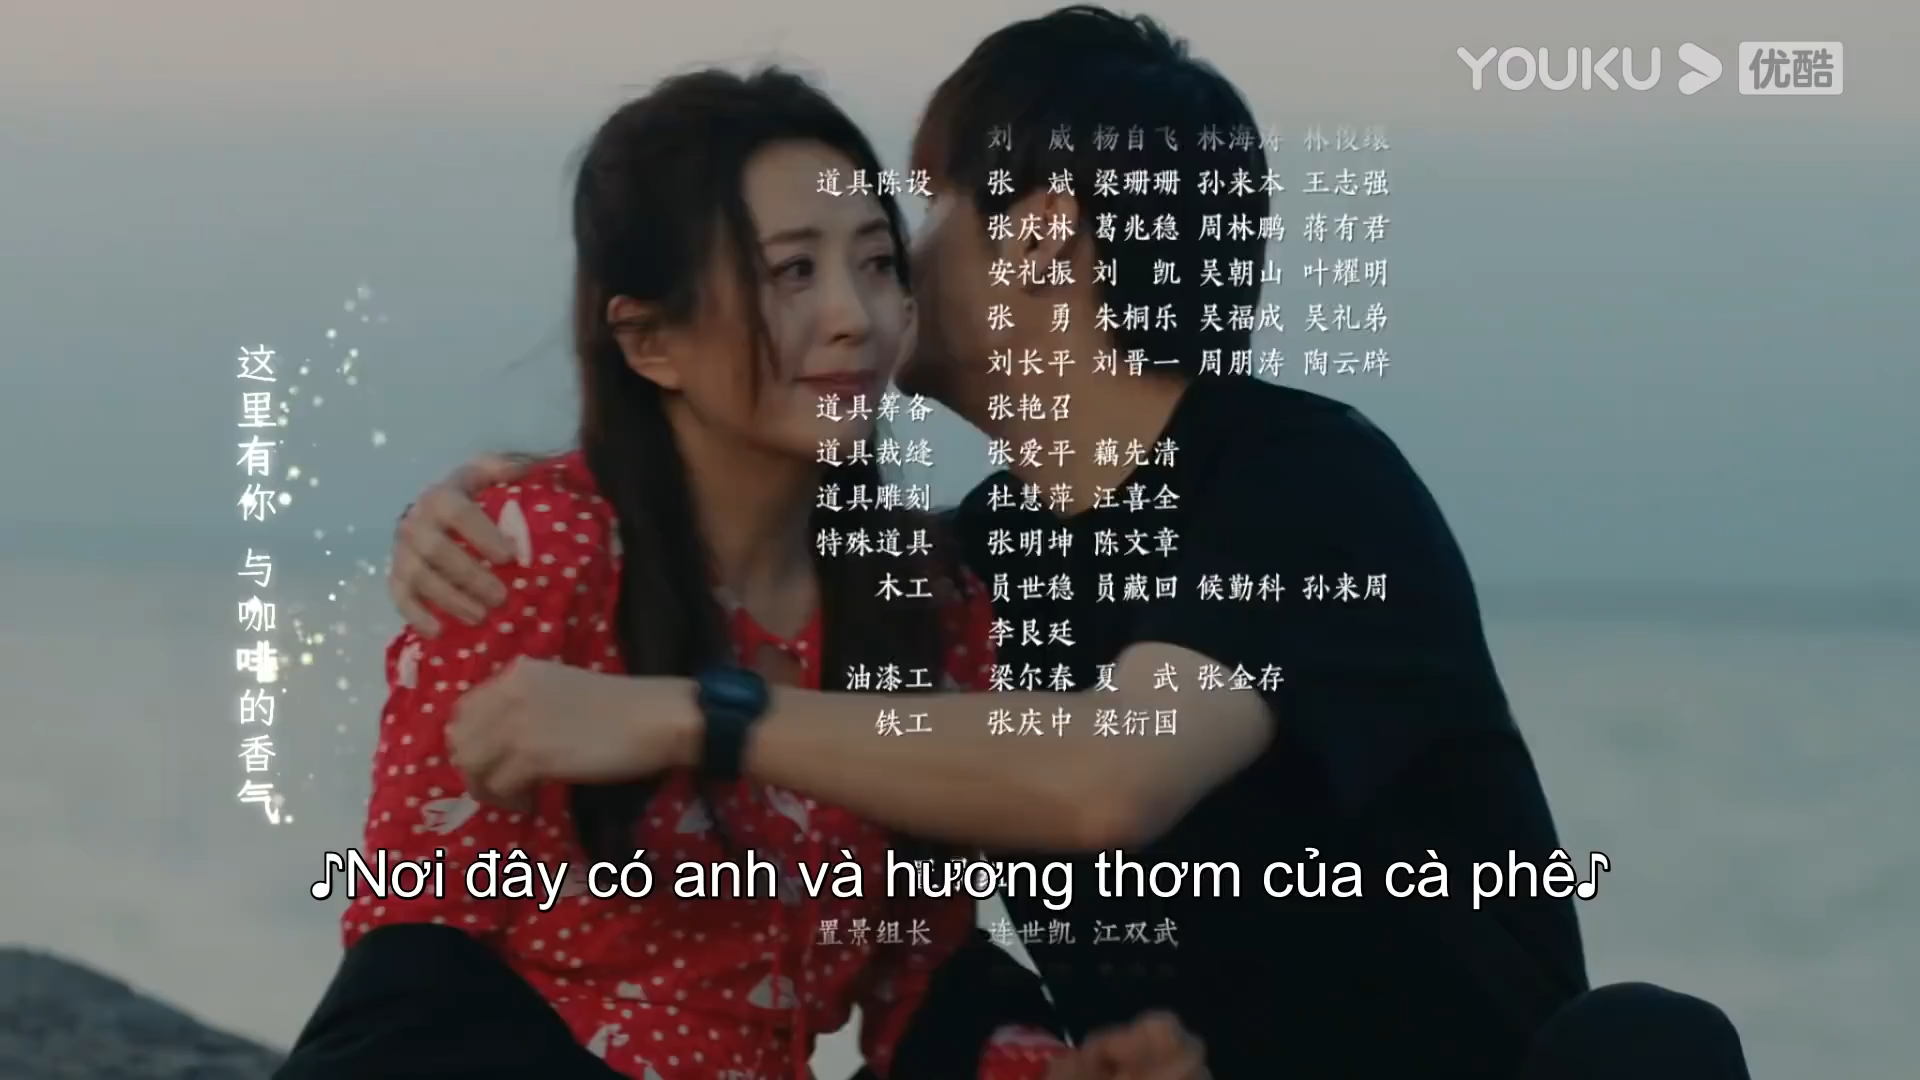 YOUKU 优酷
刘 威 杨自飞 林海涛 林俊缳
道具陈设 张 斌 梁珊珊 孙来本 王志强
张庆林 葛兆稳 周林鹏 蒋有君
安礼振 刘 凯 吴朝山 叶耀明
张 勇 朱桐乐 吴福成 吴礼弟
刘长平 刘晋一 周朋涛 陶云辟
道具筹备 张艳召
道具裁缝 张爱平 藕先清
道具雕刻 杜慧萍 汪喜全
特殊道具 张明坤 陈文章
木工 员世稳 员藏回 候勤科 孙来周
李艮廷
油漆工 梁尔春 夏 武 张金存
铁工 张庆中 梁衍国
置景组长 连世凯 江双武
这里有你 与咖啡的香气
♪Nơi đây có anh và hương thơm của cà phê♪